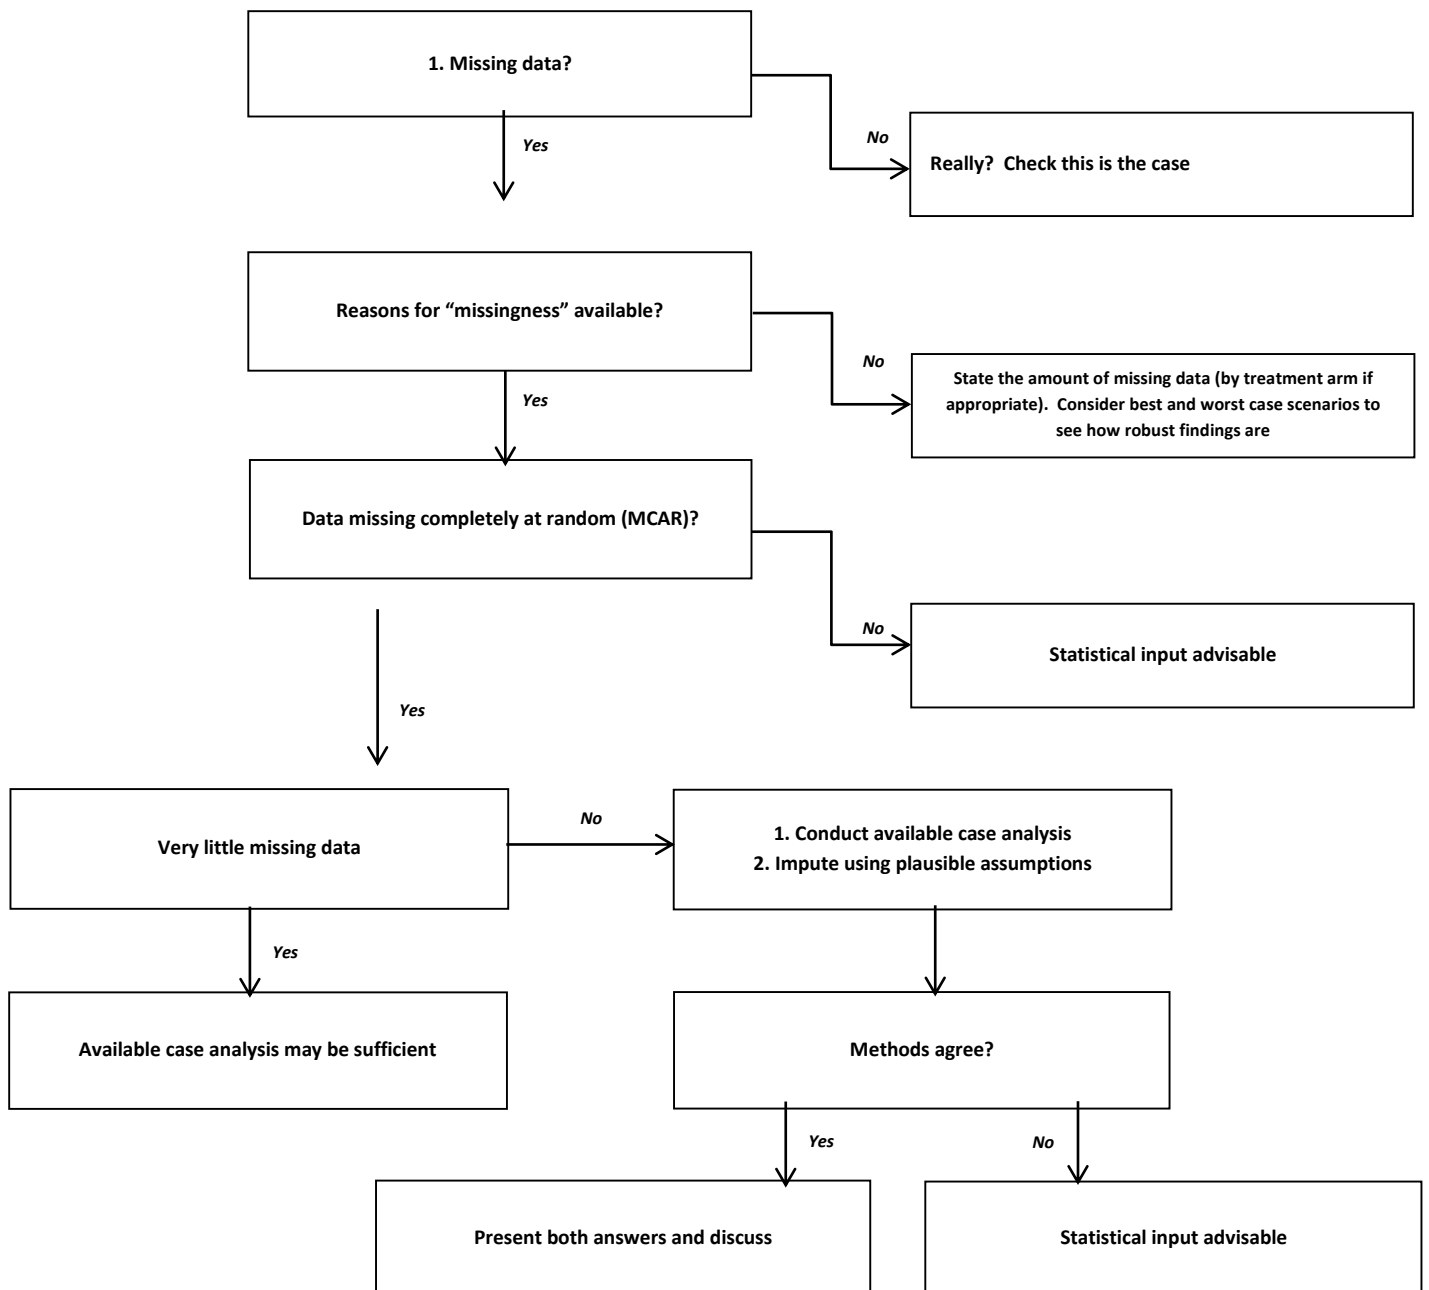 1. Missing data?
Yes
No
Really?  Check this is the case
Reasons for “missingness” available?
No
State the amount of missing data (by treatment arm if
appropriate).  Consider best and worst case scenarios to
see how robust findings are
Yes
Data missing completely at random (MCAR)?
No
Statistical input advisable
Yes
Very little missing data
No
1. Conduct available case analysis
2. Impute using plausible assumptions
Yes
Available case analysis may be sufficient
Methods agree?
Yes
No
Present both answers and discuss
Statistical input advisable